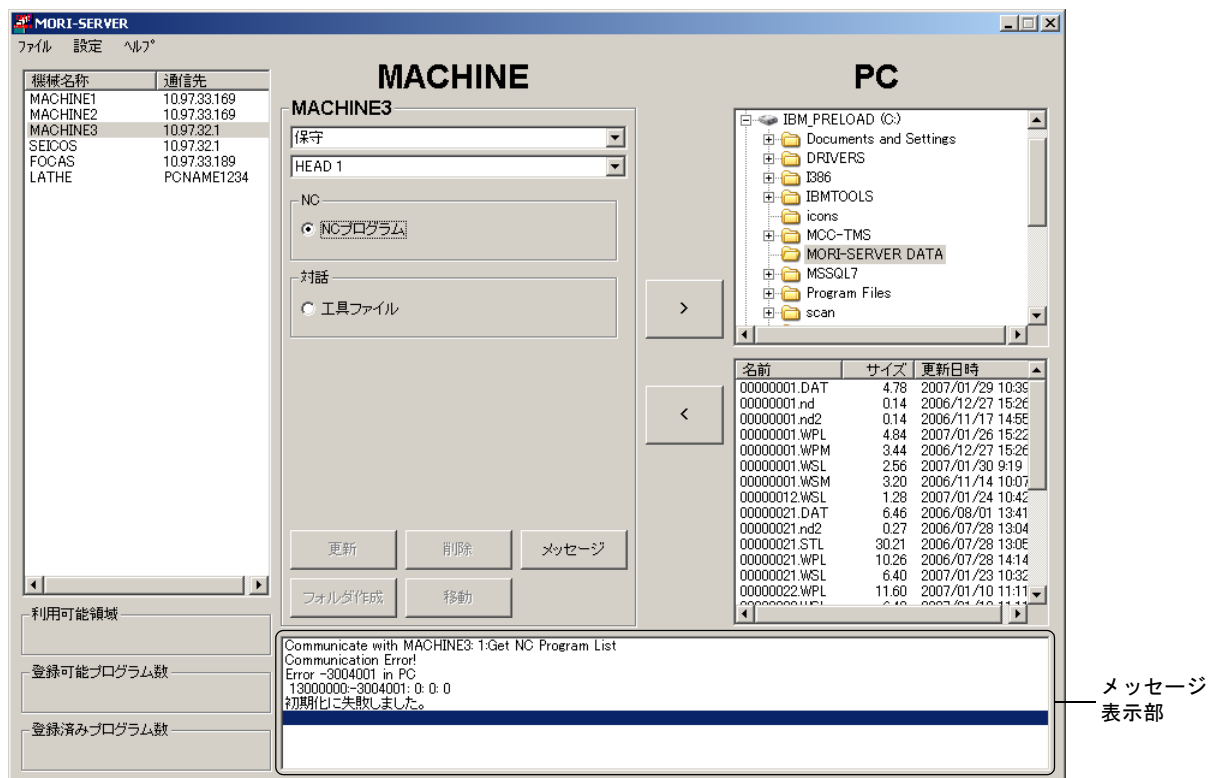 MORI-SERVER
ファイル 設定 ヘルプ
機械名称 通信先
MACHINE1 10.97.33.169
MACHINE2 10.97.33.169
MACHINE3 10.97.32.1
SEICOS 10.97.32.1
FOCAS 10.97.33.189
LATHE PCNAME1234
利用可能領域
登録可能プログラム数
登録済みプログラム数
MACHINE
MACHINE3
保守
HEAD 1
NC
NCプログラム
対話
工具ファイル
更新 削除 メッセージ
フォルダ作成 移動
>
<
PC
IBM_PRELOAD (C:)
Documents and Settings
DRIVERS
I386
IBMTOOLS
icons
MCC-TMS
MORI-SERVER DATA
MSSQL7
Program Files
scan
名前 サイズ 更新日時
00000001.DAT 4.78 2007/01/29 10:39
00000001.nd 0.14 2006/12/27 15:26
00000001.nd2 0.14 2006/11/17 14:55
00000001.WPL 4.84 2007/01/26 15:22
00000001.WPM 3.44 2006/12/27 15:26
00000001.WSL 2.56 2007/01/30 9:19
00000001.WSM 3.20 2006/11/14 10:07
00000012.WSL 1.28 2007/01/24 10:42
00000021.DAT 6.46 2006/08/01 13:41
00000021.nd2 0.27 2006/07/28 13:04
00000021.STL 30.21 2006/07/28 13:05
00000021.WPL 10.26 2006/07/28 14:14
00000021.WSL 6.40 2007/01/23 10:32
00000022.WPL 11.60 2007/01/10 11:11
Communicate with MACHINE3: 1:Get NC Program List
Communication Error!
Error -3004001 in PC
13000000:-3004001: 0: 0: 0
初期化に失敗しました。
メッセージ
表示部